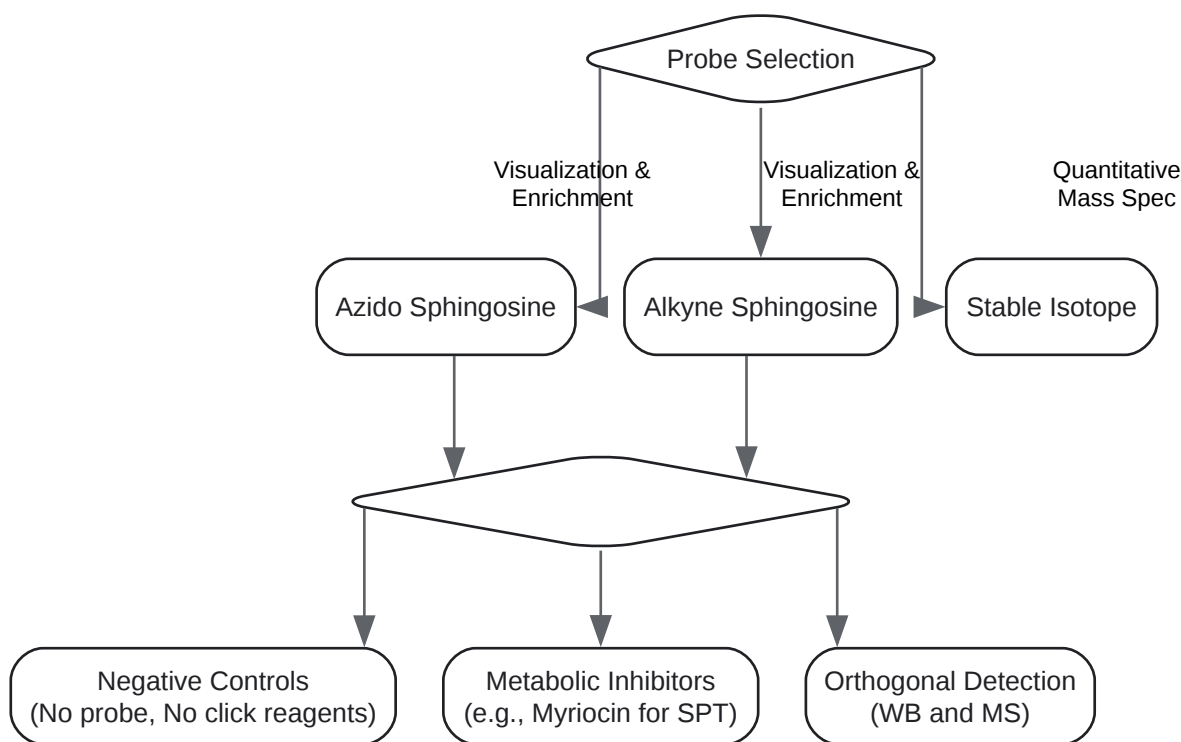 Probe Selection
Visualization &
Enrichment
Visualization &
Enrichment
Quantitative
Mass Spec
Azido Sphingosine
Alkyne Sphingosine
Stable Isotope
Negative Controls
(No probe, No click reagents)
Metabolic Inhibitors
(e.g., Myriocin for SPT)
Orthogonal Detection
(WB and MS)